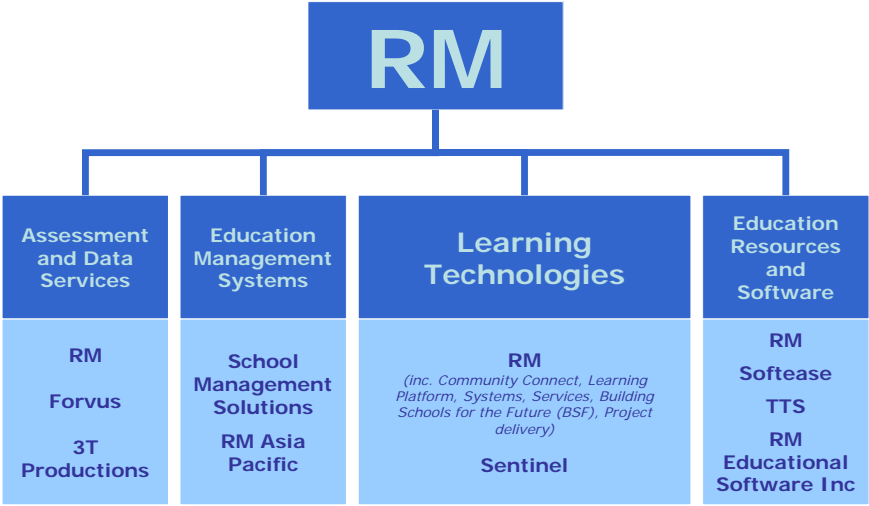 RM
Assessment
and Data
Services
Education
Management
Systems
Learning
Technologies
Education
Resources
and
Software
RM
Forvus
3T
Productions
School
Management
Solutions
RM Asia
Pacific
RM
(inc. Community Connect, Learning
Platform, Systems, Services, Building
Schools for the Future (BSF), Project
delivery)
Sentinel
RM
Softease
TTS
RM
Educational
Software Inc